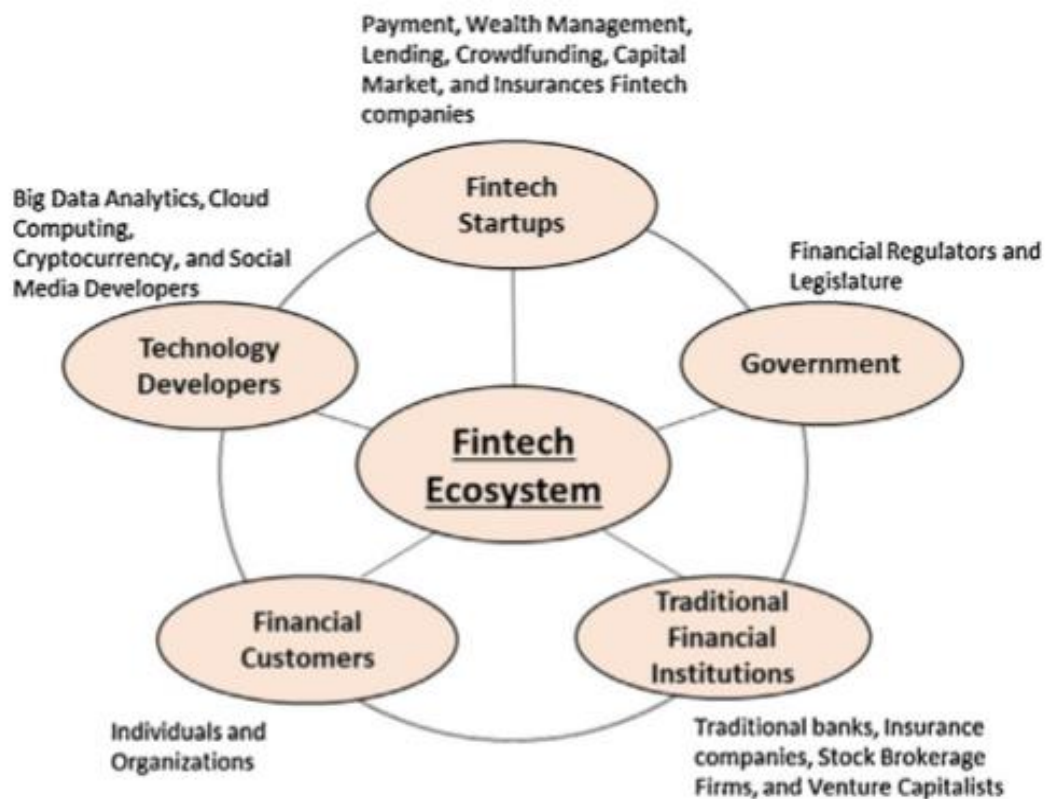 Payment, Wealth Management,
Lending, Crowdfunding, Capital
Market, and Insurances Fintech
companies
Fintech
Startups
Big Data Analytics, Cloud
Computing,
Cryptocurrency, and Social
Media Developers
Financial Regulators and
Legislature
Technology
Developers
Government
Fintech
Ecosystem
Financial
Customers
Traditional
Financial
Institutions
Individuals and
Organizations
Traditional banks, Insurance
companies, Stock Brokerage
Firms, and Venture Capitalists